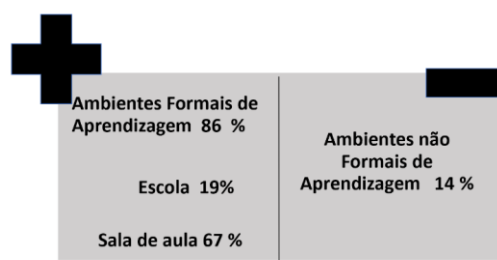 Ambientes Formais de
Aprendizagem 86 %
Escola 19%
Sala de aula 67 %
Ambientes não
Formais de
Aprendizagem 14 %